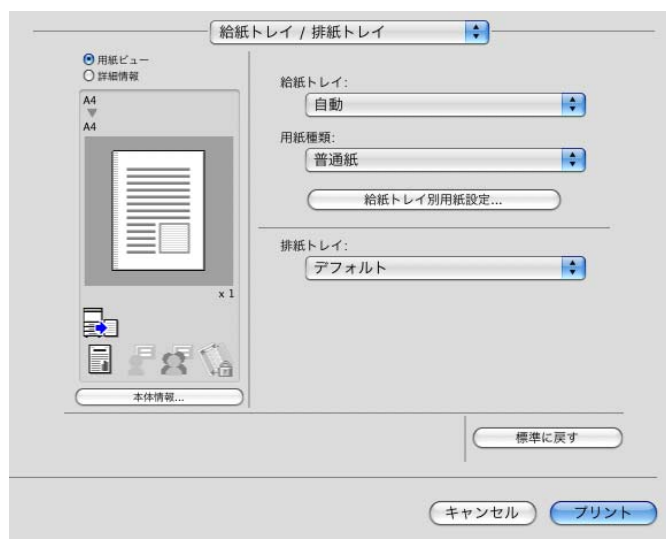 給紙トレイ / 排紙トレイ
用紙ビュー
詳細情報
A4
A4
x 1
本体情報...
給紙トレイ:
自動
用紙種類:
普通紙
給紙トレイ別用紙設定...
排紙トレイ:
デフォルト
標準に戻す
キャンセル
プリント